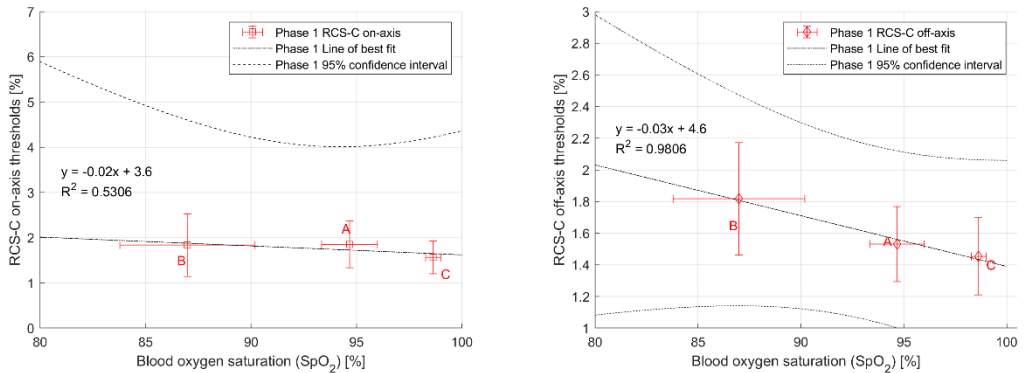 7
6
5
4
3
2
1
0
RCS-C on-axis thresholds [%]
Phase 1 RCS-C on-axis
Phase 1 Line of best fit
Phase 1 95% confidence interval
y = -0.02x + 3.6
R² = 0.5306
B
A
C
80 85 90 95 100
Blood oxygen saturation (SpO₂) [%]
3
2.8
2.6
2.4
2.2
2
1.8
1.6
1.4
1.2
1
RCS-C off-axis thresholds [%]
Phase 1 RCS-C off-axis
Phase 1 Line of best fit
Phase 1 95% confidence interval
y = -0.03x + 4.6
R² = 0.9806
B
A
C
80 85 90 95 100
Blood oxygen saturation (SpO₂) [%]